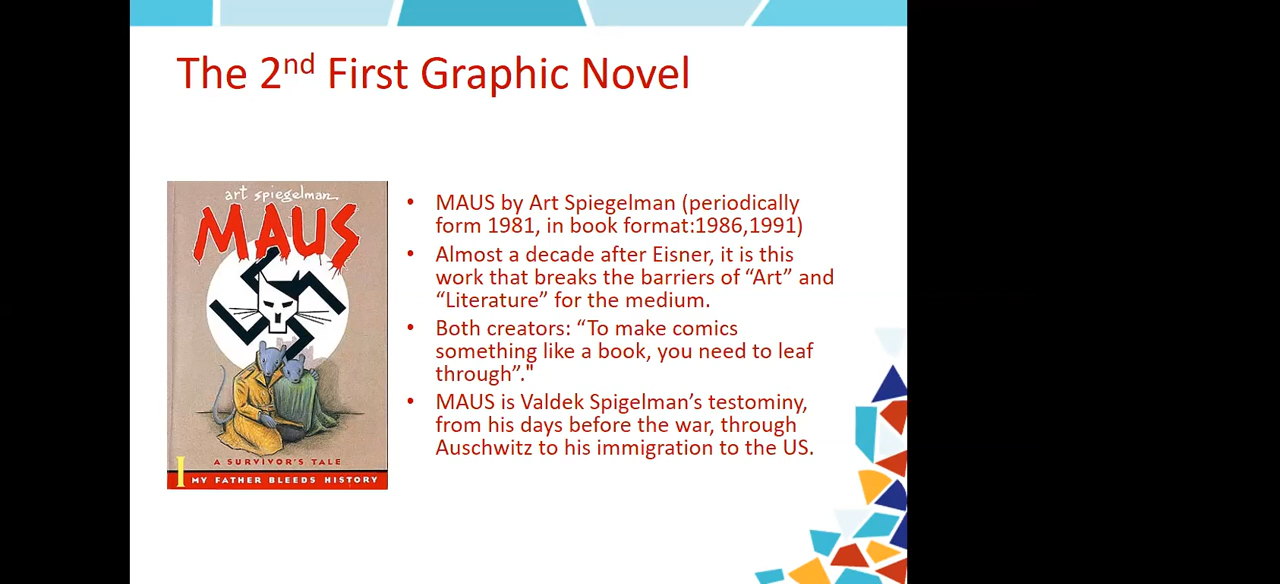 The 2nd First Graphic Novel
art spiegelman
MAUS
A SURVIVOR'S TALE
I MY FATHER BLEEDS HISTORY
• MAUS by Art Spiegelman (periodically
form 1981, in book format:1986,1991)
• Almost a decade after Eisner, it is this
work that breaks the barriers of “Art” and
“Literature” for the medium.
• Both creators: “To make comics
something like a book, you need to leaf
through”."
• MAUS is Valdek Spigelman’s testominy,
from his days before the war, through
Auschwitz to his immigration to the US.